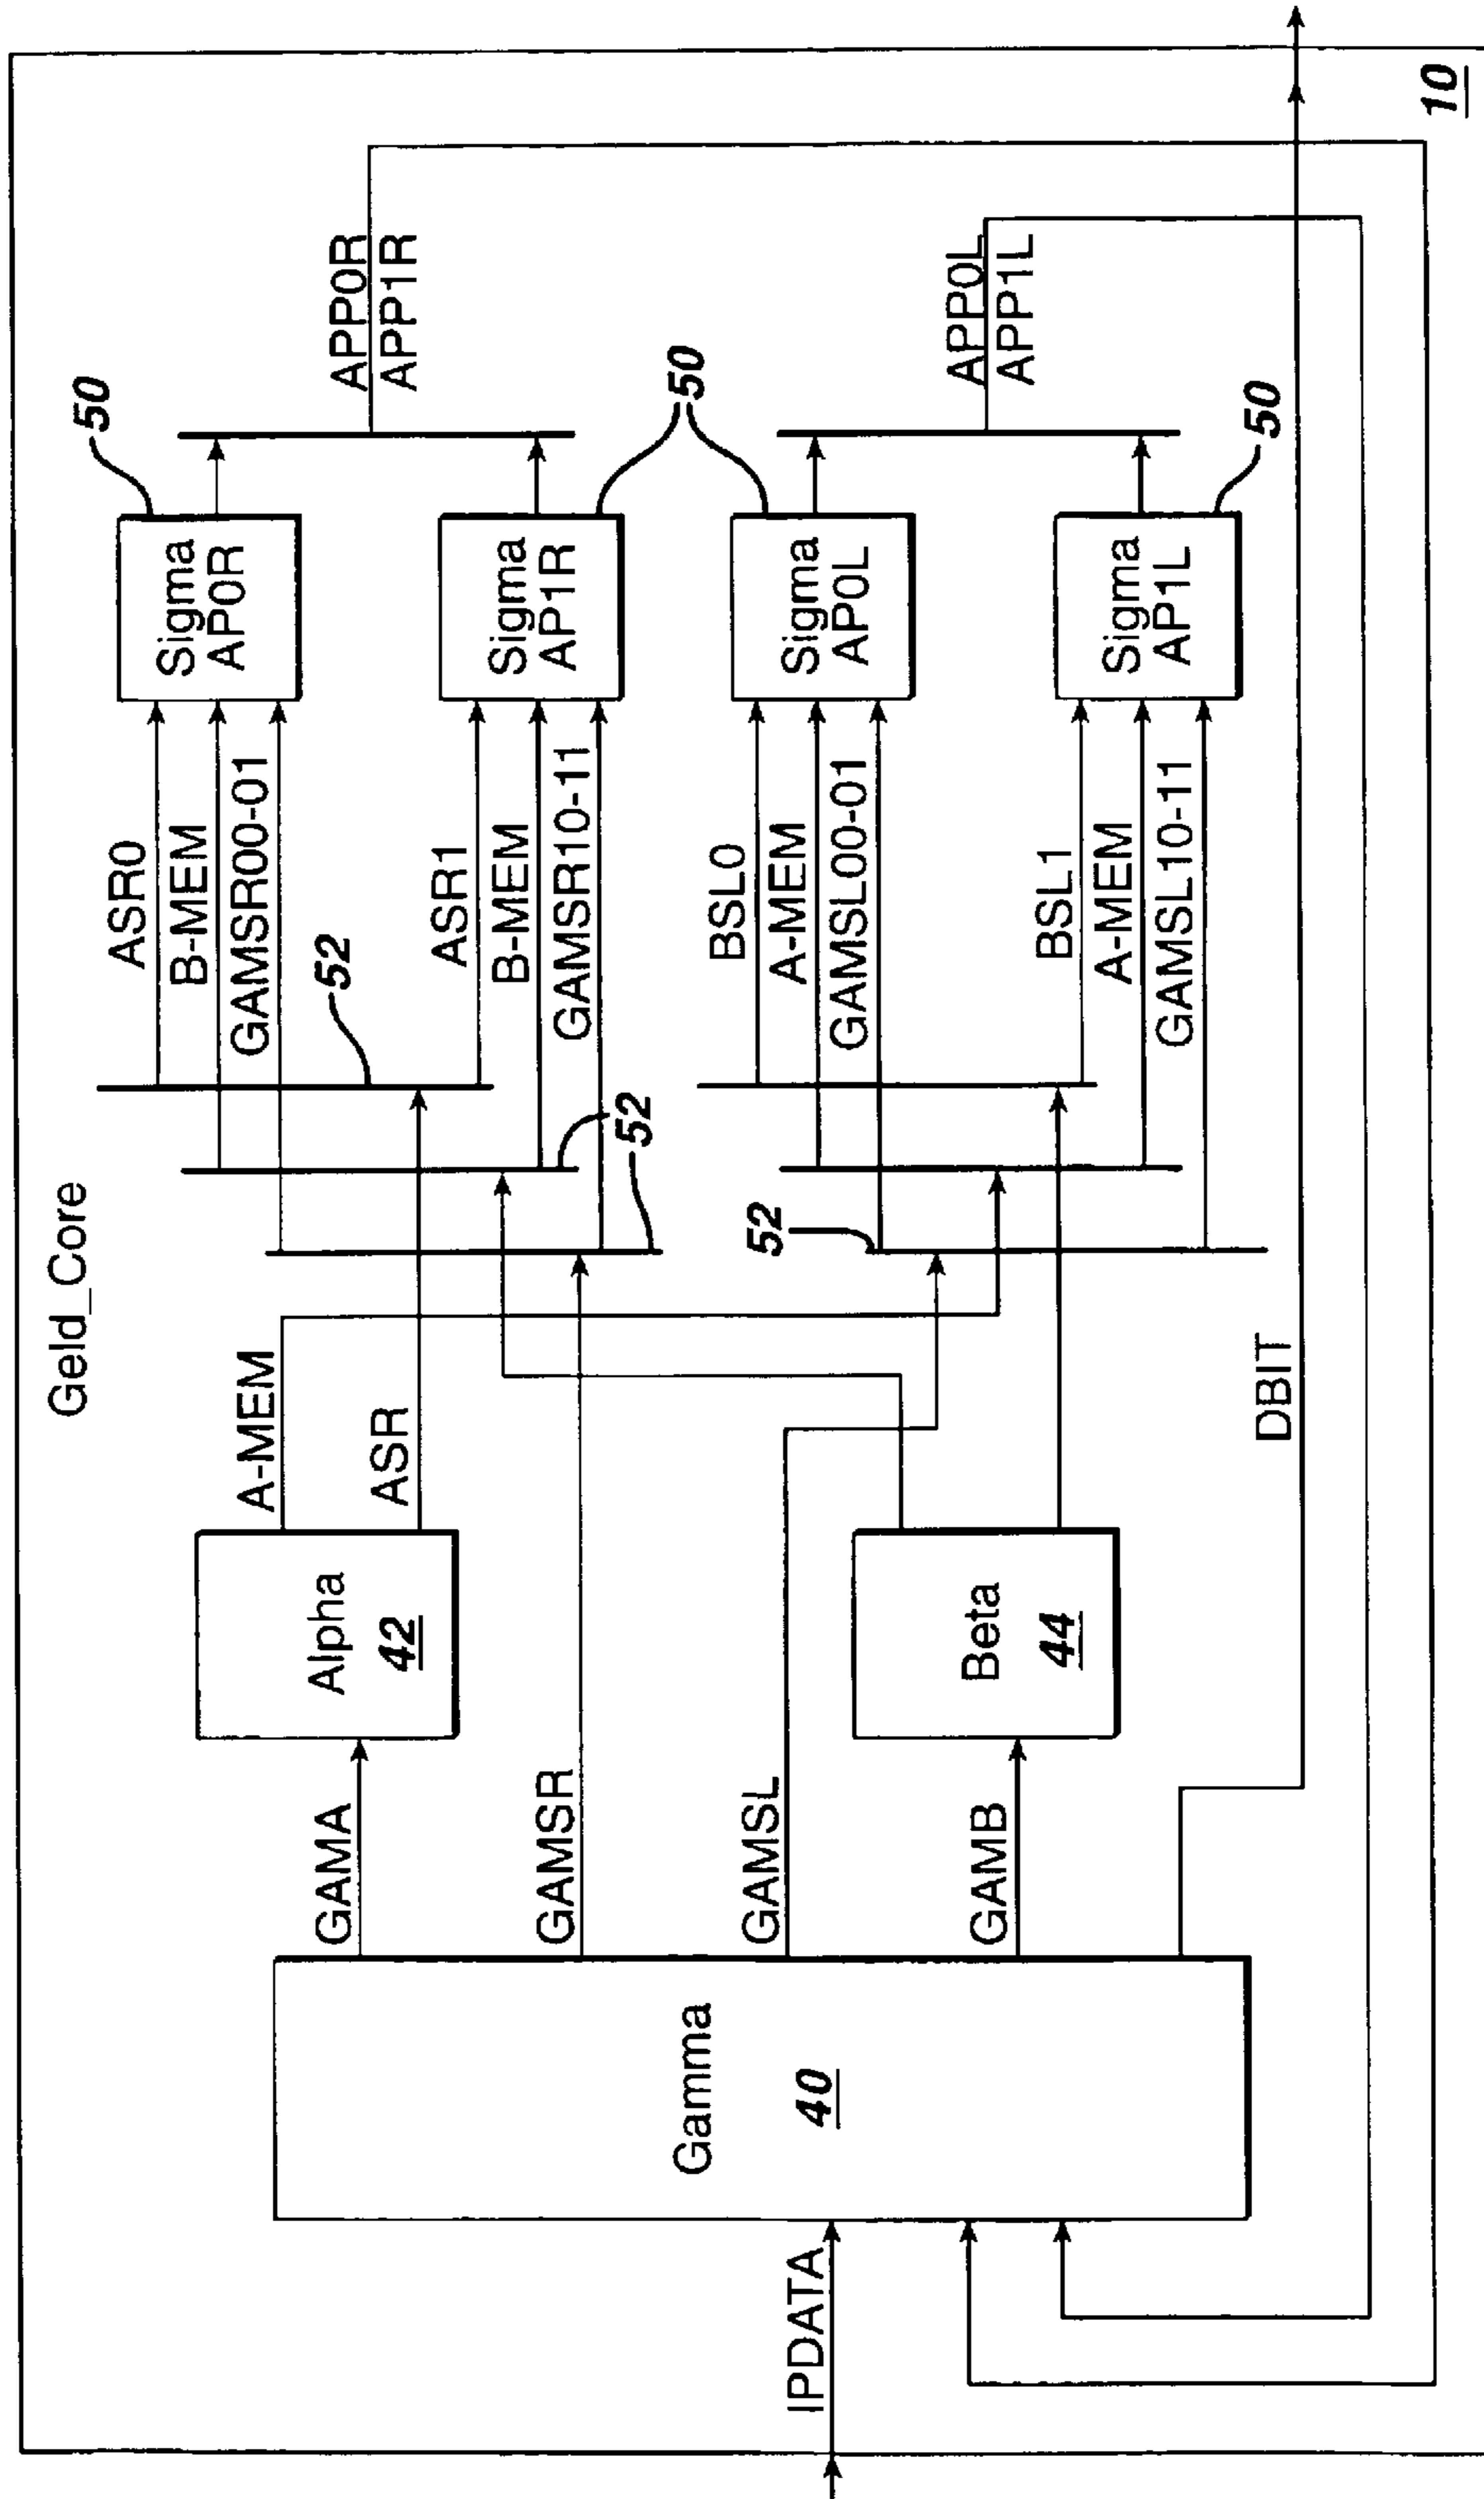 Geld_Core
IPDATA
Gamma
40
GAMA
GAMSR
GAMSL
GAMB
Alpha
42
Beta
44
A-MEM
ASR
DBIT
52
52
52
ASR0
B-MEM
GAMSR00-01
ASR1
B-MEM
GAMSR10-11
BSL0
A-MEM
GAMSL00-01
BSL1
A-MEM
GAMSL10-11
Sigma
AP0R
Sigma
AP1R
Sigma
AP0L
Sigma
AP1L
50
50
50
APP0R
APP1R
APP0L
APP1L
10